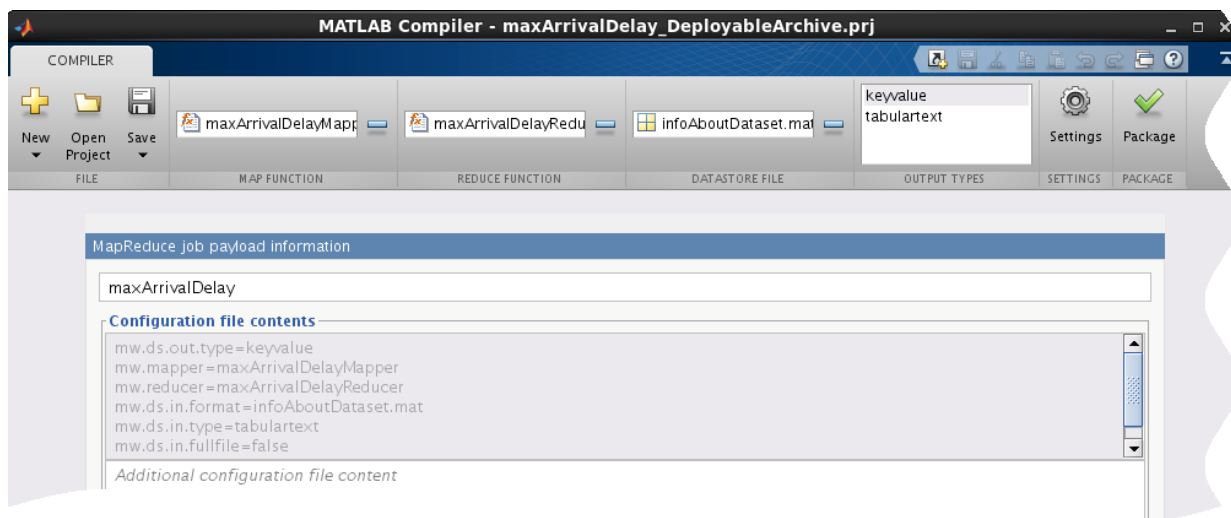 MATLAB Compiler - maxArrivalDelay_DeployableArchive.prj
COMPILER
New
Open Project
Save
FILE
maxArrivalDelayMapp
MAP FUNCTION
maxArrivalDelayRedu
REDUCE FUNCTION
infoAboutDataset.mat
DATASTORE FILE
keyvalue
tabulartext
OUTPUT TYPES
Settings
SETTINGS
Package
PACKAGE
MapReduce job payload information
maxArrivalDelay
Configuration file contents
mw.ds.out.type=keyvalue
mw.mapper=maxArrivalDelayMapper
mw.reducer=maxArrivalDelayReducer
mw.ds.in.format=infoAboutDataset.mat
mw.ds.in.type=tabulartext
mw.ds.in.fullfile=false
Additional configuration file content